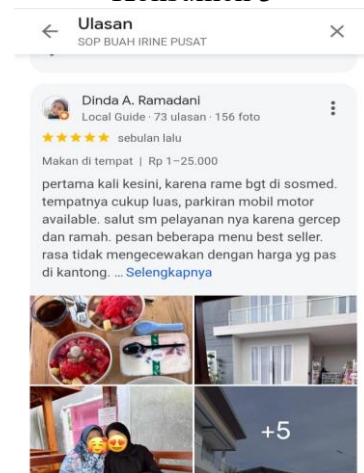 Ulasan
SOP BUAH IRINE PUSAT
Dinda A. Ramadani
Local Guide · 73 ulasan · 156 foto
sebulan lalu
Makan di tempat | Rp 1–25.000
pertama kali kesini, karena rame bgt di sosmed.
tempatnya cukup luas, parkiran mobil motor
available. salut sm pelayanan nya karena gercep
dan ramah. pesan beberapa menu best seller.
rasa tidak mengecewakan dengan harga yg pas
di kantong. ... Selengkapnya
+5